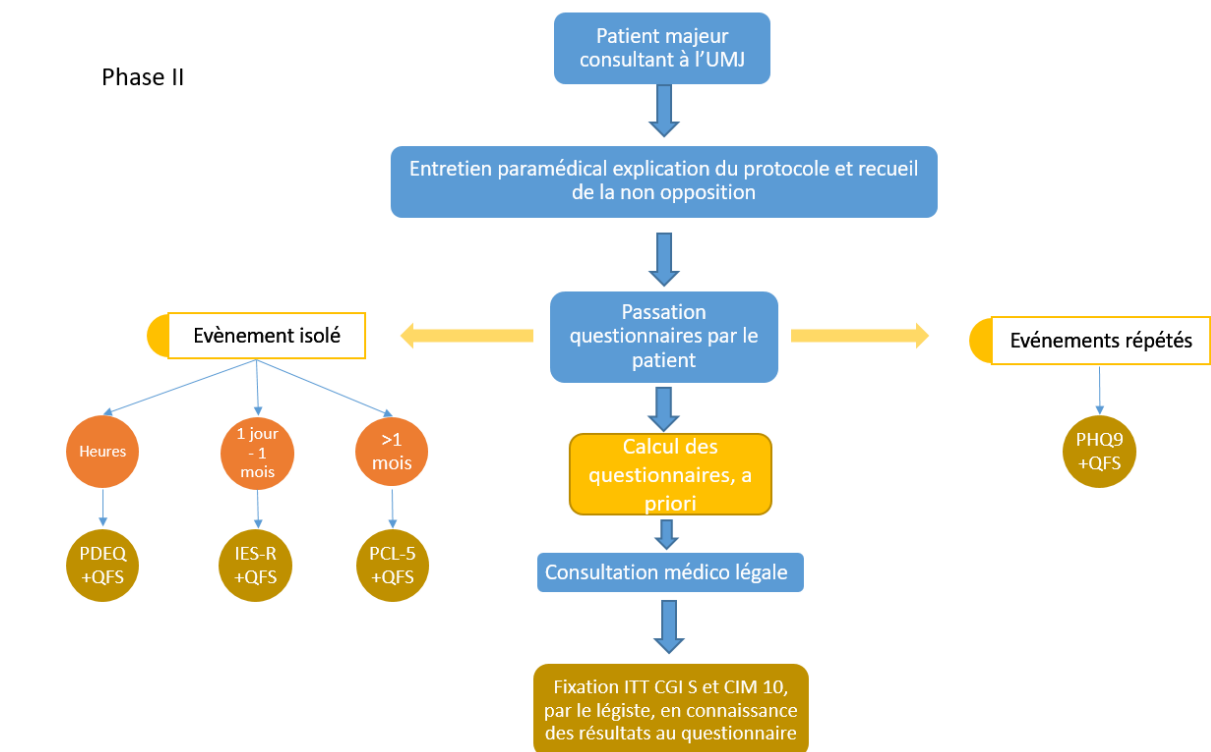 Patient majeur
consultant à l'UMJ
Phase II
Entretien paramédical explication du protocole et recueil
de la non opposition
Passation
questionnaires par le
patient
Evènement isolé
Evénements répétés
Heures
1 jour
- 1
mois
>1
mois
PHQ9
+QFS
Calcul des
questionnaires, a
priori
PDEQ
+QFS
IES-R
+QFS
PCL-5
+QFS
Consultation médico légale
Fixation ITT CGI S et CIM 10,
par le légiste, en connaissance
des résultats au questionnaire